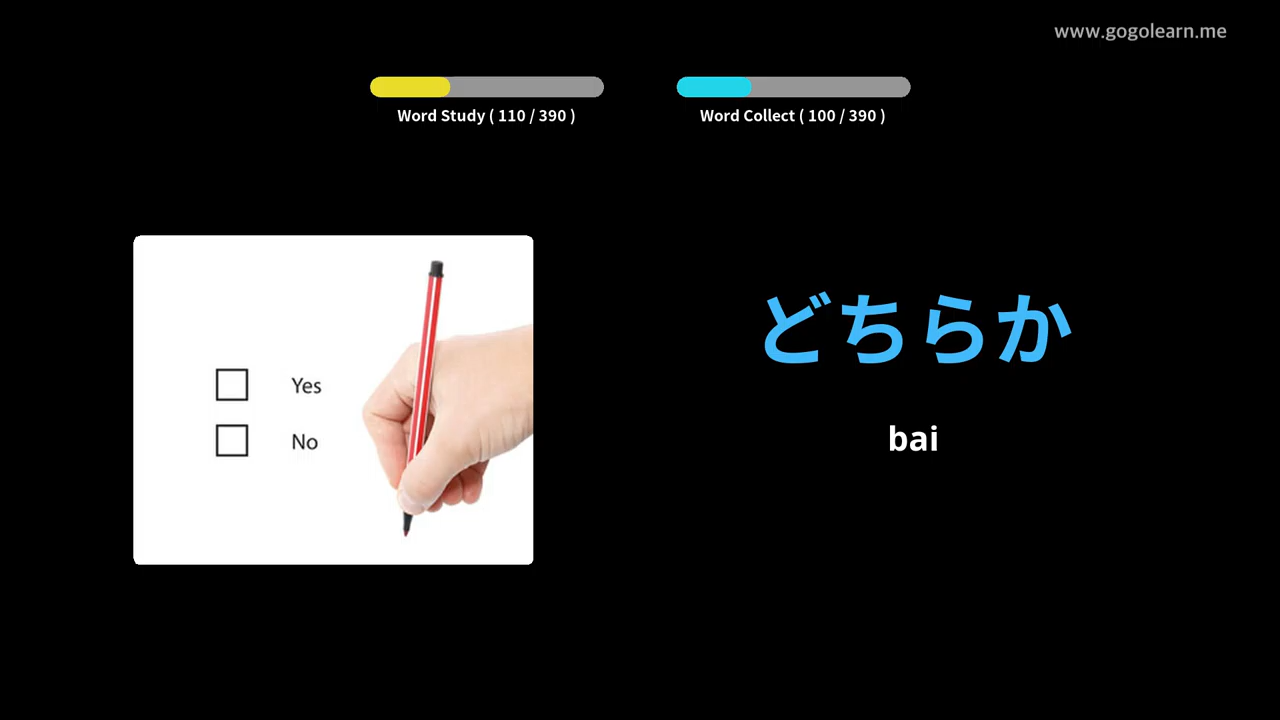 www.gogolearn.me
Word Study ( 110 / 390 )
Word Collect ( 100 / 390 )
Yes
No
どちらか
bai